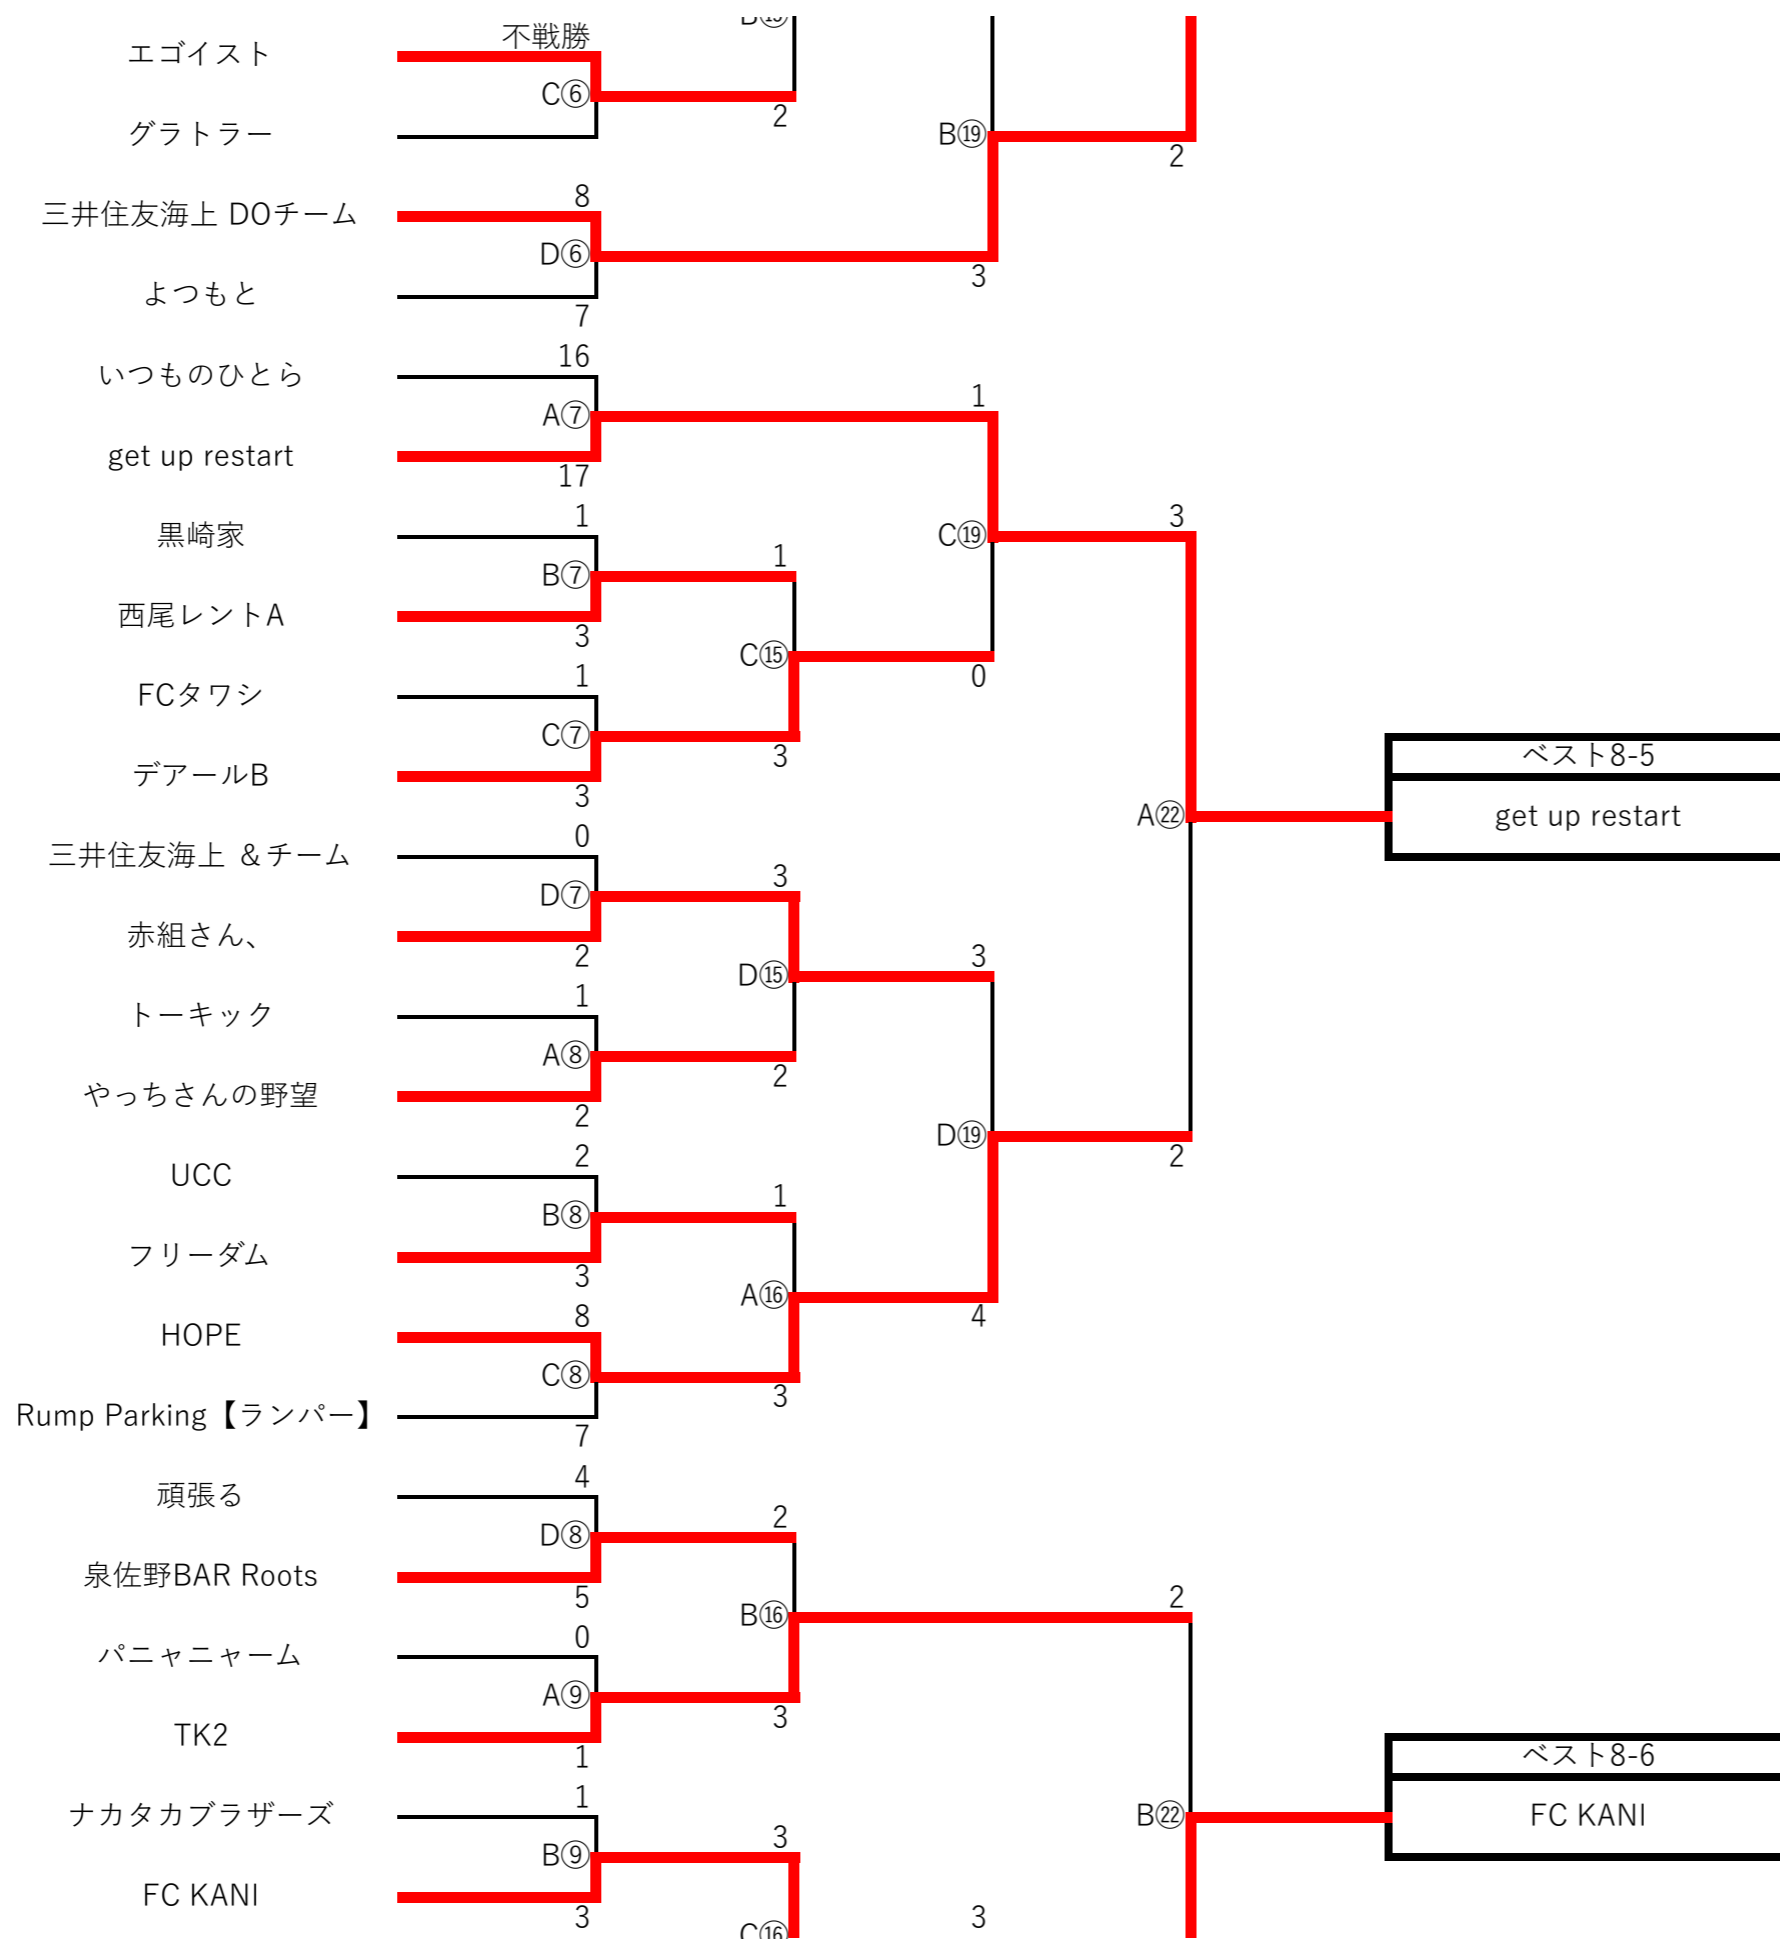 B⑮
不戦勝
エゴイスト
C⑥
2
グラトラー
B⑲
2
8
三井住友海上 DOチーム
D⑥
3
よつもと
7
16
いつものひとら
1
A⑦
get up restart
17
1
3
黒崎家
C⑲
1
B⑦
西尾レントA
3
C⑮
0
1
FCタワシ
C⑦
3
ベスト8-5
デアールB
3
A㉒
get up restart
0
三井住友海上 &チーム
3
D⑦
赤組さん、
2
3
D⑮
1
トーキック
A⑧
2
やっちさんの野望
2
D⑲
2
2
UCC
1
B⑧
フリーダム
3
A⑯
4
8
HOPE
C⑧
3
Rump Parking【ランパー】
7
4
頑張る
2
D⑧
泉佐野BAR Roots
5
2
B⑯
0
パニャニャーム
A⑨
3
TK2
1
ベスト8-6
1
ナカタカブラザーズ
B㉒
FC KANI
3
B⑨
FC KANI
3
3
C⑯